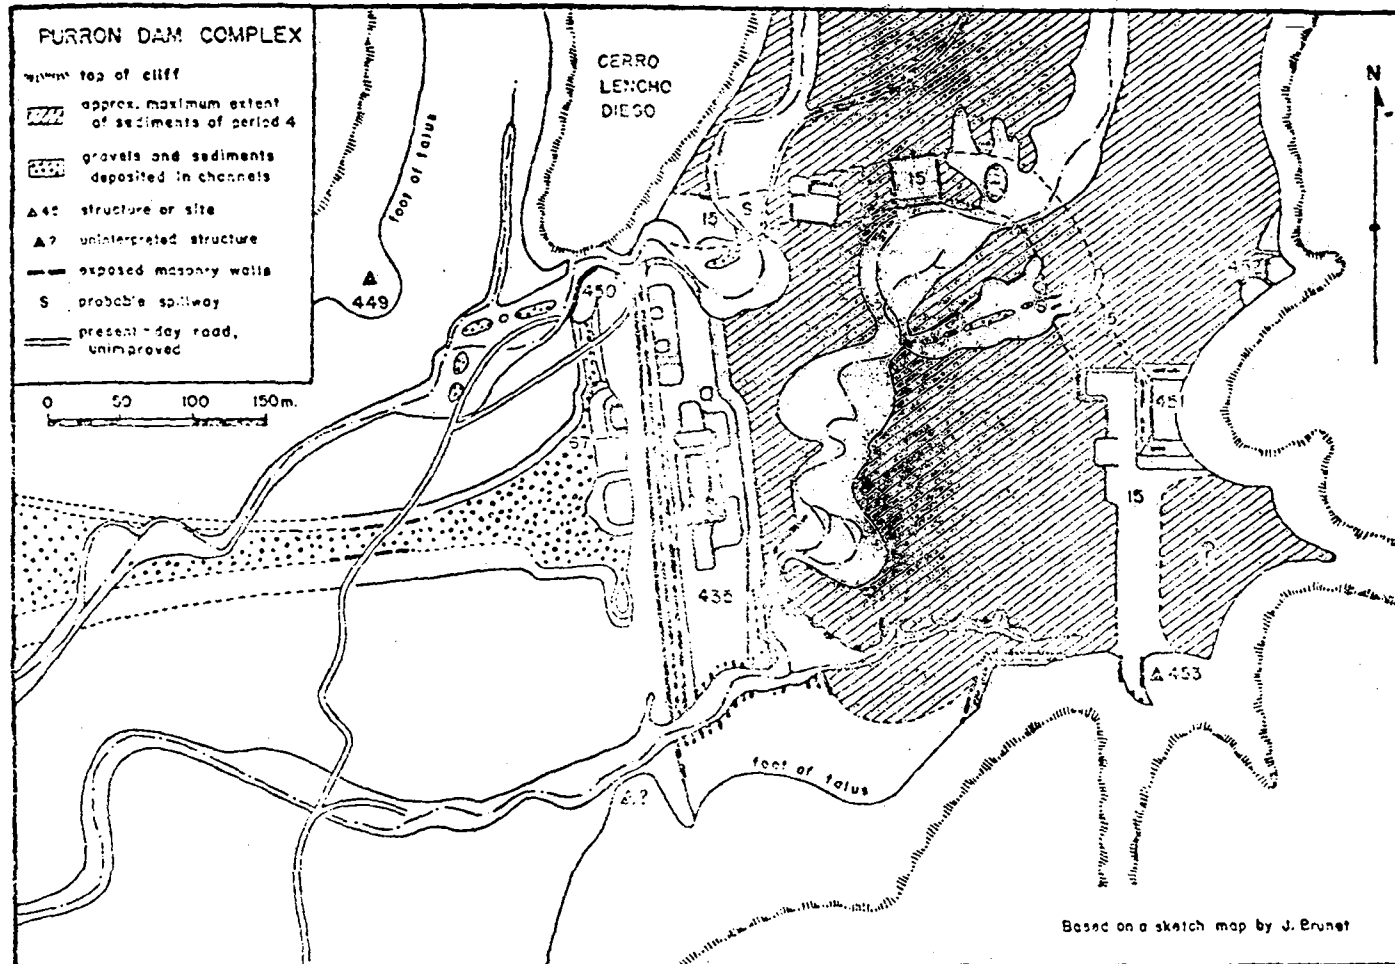 PURRON DAM COMPLEX
top of cliff
approx. maximum extent
of sediments of period 4
gravels and sediments
deposited in channels
structure or site
▲? uninterpreted structure
exposed masonry walls
S probable spillway
present-day road,
unimproved
0 50 100 150 m.
CERRO
LENCHO
DIEGO
N
foot of talus
449
450
15
S
15
S
451
15
?
67
435
453
?
foot of talus
Based on a sketch map by J. Brunet